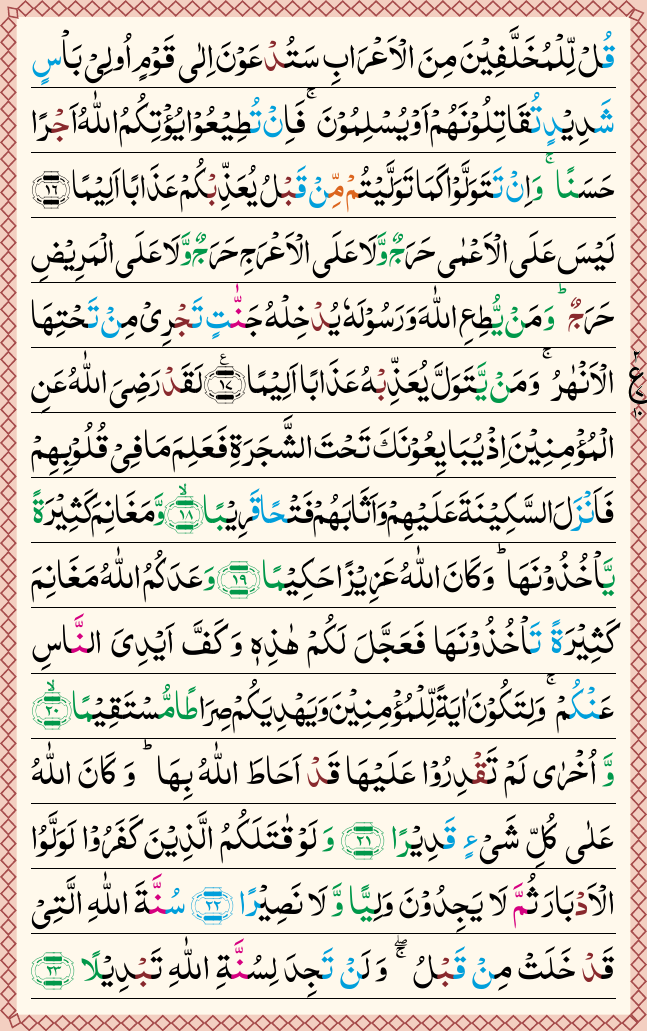 قُلْ لِّلْمُخَلَّفِيْنَ مِنَ الْاَعْرَابِ سَتُدْعَوْنَ اِلٰى قَوْمٍ اُولِيْ بَاْسٍ
شَدِيْدٍ تُقَاتِلُوْنَهُمْ اَوْ يُسْلِمُوْنَ ۚ فَاِنْ تُطِيْعُوْا يُؤْتِكُمُ اللّٰهُ اَجْرًا
حَسَنًا ۚ وَاِنْ تَتَوَلَّوْا كَمَا تَوَلَّيْتُمْ مِّنْ قَبْلُ يُعَذِّبْكُمْ عَذَابًا اَلِيْمًا ١٦
لَيْسَ عَلَى الْاَعْمٰى حَرَجٌ وَّلَا عَلَى الْاَعْرَجِ حَرَجٌ وَّلَا عَلَى الْمَرِيْضِ
حَرَجٌ ؕ وَمَنْ يُّطِعِ اللّٰهَ وَرَسُوْلَهٗ يُدْخِلْهُ جَنّٰتٍ تَجْرِيْ مِنْ تَحْتِهَا
الْاَنْهٰرُ ۚ وَمَنْ يَّتَوَلَّ يُعَذِّبْهُ عَذَابًا اَلِيْمًا ١٧ ع لَقَدْ رَضِيَ اللّٰهُ عَنِ
الْمُؤْمِنِيْنَ اِذْ يُبَايِعُوْنَكَ تَحْتَ الشَّجَرَةِ فَعَلِمَ مَا فِيْ قُلُوْبِهِمْ
فَاَنْزَلَ السَّكِيْنَةَ عَلَيْهِمْ وَاَثَابَهُمْ فَتْحًا قَرِيْبًا ١٨ ۙ وَّمَغَانِمَ كَثِيْرَةً
يَّاْخُذُوْنَهَا ؕ وَكَانَ اللّٰهُ عَزِيْزًا حَكِيْمًا ١٩ وَعَدَكُمُ اللّٰهُ مَغَانِمَ
كَثِيْرَةً تَاْخُذُوْنَهَا فَعَجَّلَ لَكُمْ هٰذِهٖ وَكَفَّ اَيْدِيَ النَّاسِ
عَنْكُمْ ۚ وَلِتَكُوْنَ اٰيَةً لِّلْمُؤْمِنِيْنَ وَيَهْدِيَكُمْ صِرَاطًا مُّسْتَقِيْمًا ٢٠ ۙ
وَّ اُخْرٰى لَمْ تَقْدِرُوْا عَلَيْهَا قَدْ اَحَاطَ اللّٰهُ بِهَا ؕ وَكَانَ اللّٰهُ
عَلٰى كُلِّ شَيْءٍ قَدِيْرًا ٢١ وَلَوْ قٰتَلَكُمُ الَّذِيْنَ كَفَرُوْا لَوَلَّوُا
الْاَدْبَارَ ثُمَّ لَا يَجِدُوْنَ وَلِيًّا وَّلَا نَصِيْرًا ٢٢ سُنَّةَ اللّٰهِ الَّتِيْ
قَدْ خَلَتْ مِنْ قَبْلُ ۖۚ وَلَنْ تَجِدَ لِسُنَّةِ اللّٰهِ تَبْدِيْلًا ٢٣